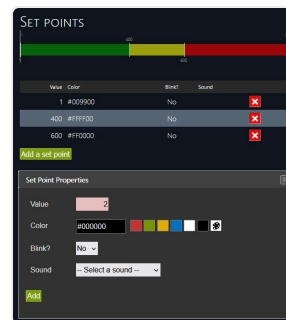 SET POINTS
400
600
Value Color Blink? Sound
1 #009900 No
400 #FFFF00 No
600 #FF0000 No
Add a set point
Set Point Properties
Value 2
Color #000000
Blink? No
Sound -- Select a sound --
Add